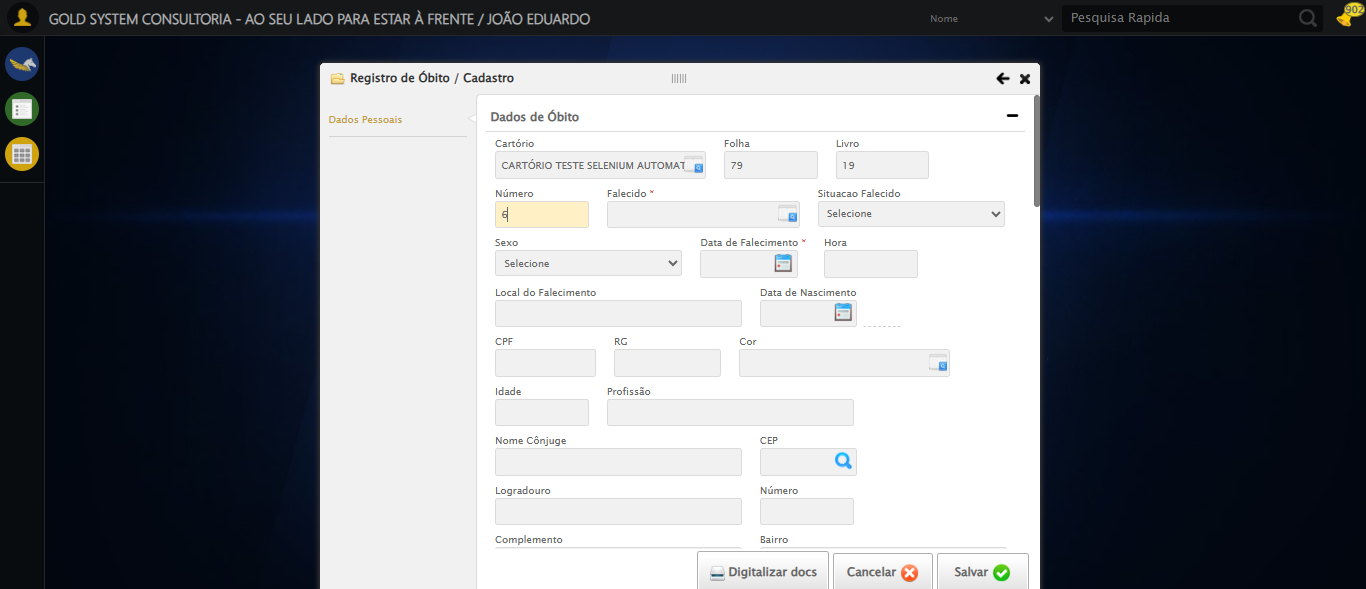 GOLD SYSTEM CONSULTORIA - AO SEU LADO PARA ESTAR À FRENTE / JOÃO EDUARDO
Nome
Pesquisa Rapida
902
Registro de Óbito / Cadastro
Dados Pessoais
Dados de Óbito
Cartório Folha Livro
CARTÓRIO TESTE SELENIUM AUTOMAT 79 19
Número Falecido * Situacao Falecido
6 Selecione
Sexo Data de Falecimento * Hora
Selecione
Local do Falecimento Data de Nascimento
CPF RG Cor
Idade Profissão
Nome Cônjuge CEP
Logradouro Número
Complemento Bairro
Digitalizar docs Cancelar Salvar